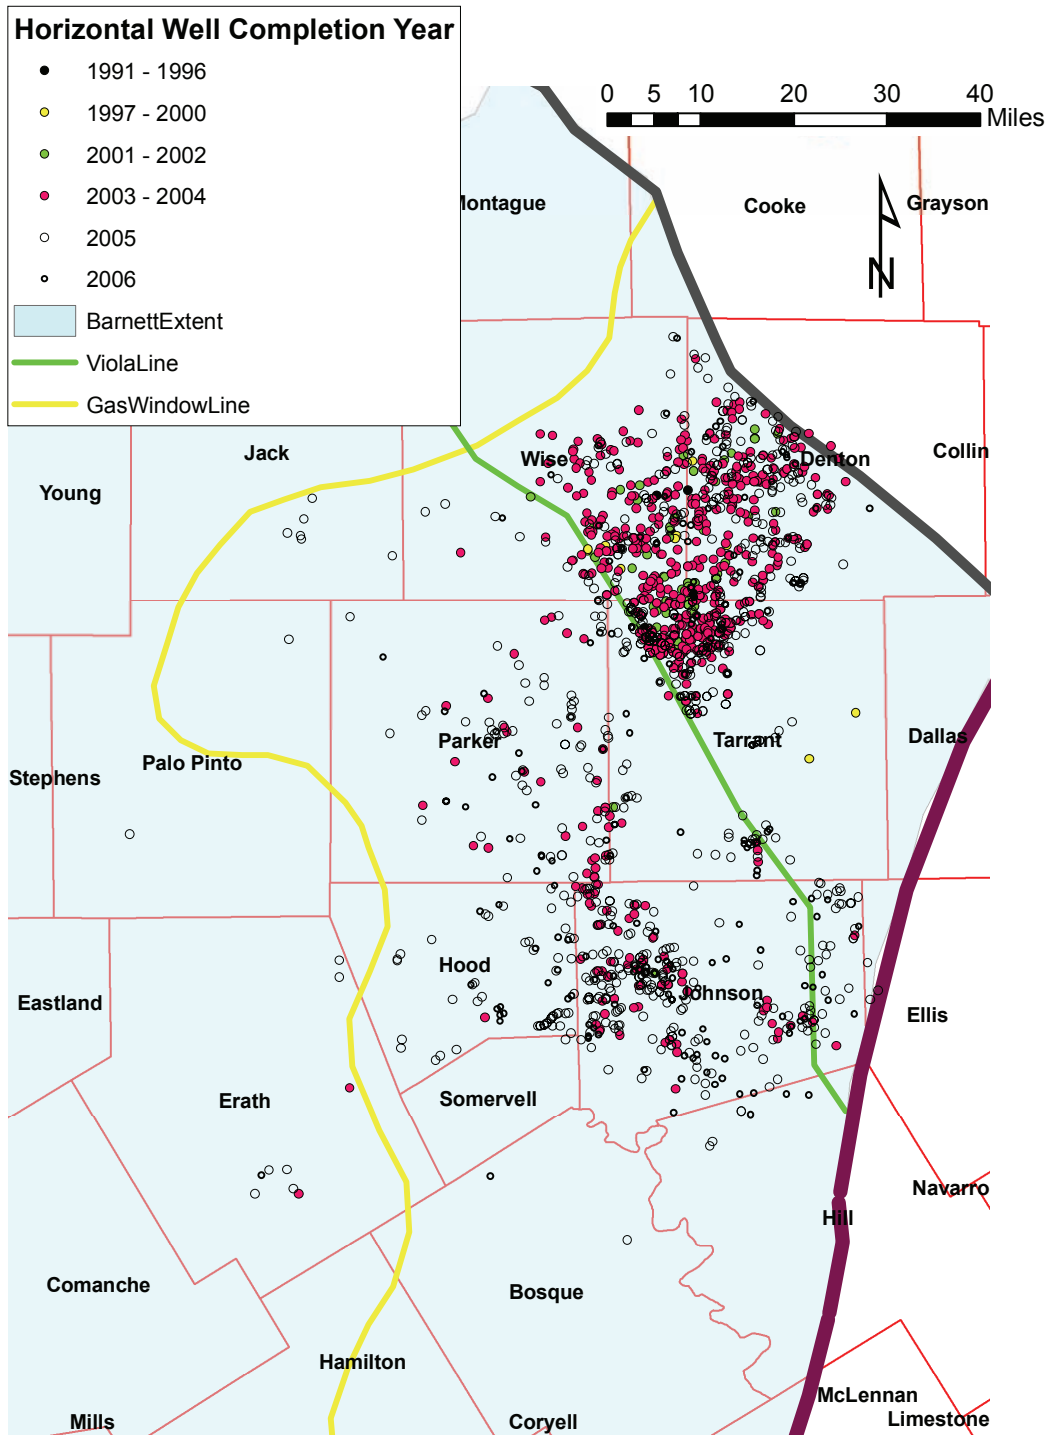 Horizontal Well Completion Year
1991 - 1996
1997 - 2000
2001 - 2002
2003 - 2004
2005
2006
BarnettExtent
ViolaLine
GasWindowLine
0 5 10 20 30 40
Miles
N
Montague
Cooke
Grayson
Jack
Wise
Denton
Collin
Young
Parker
Tarrant
Dallas
Palo Pinto
Stephens
Hood
Johnson
Eastland
Ellis
Erath
Somervell
Navarro
Hill
Comanche
Bosque
Hamilton
McLennan
Limestone
Mills
Coryell